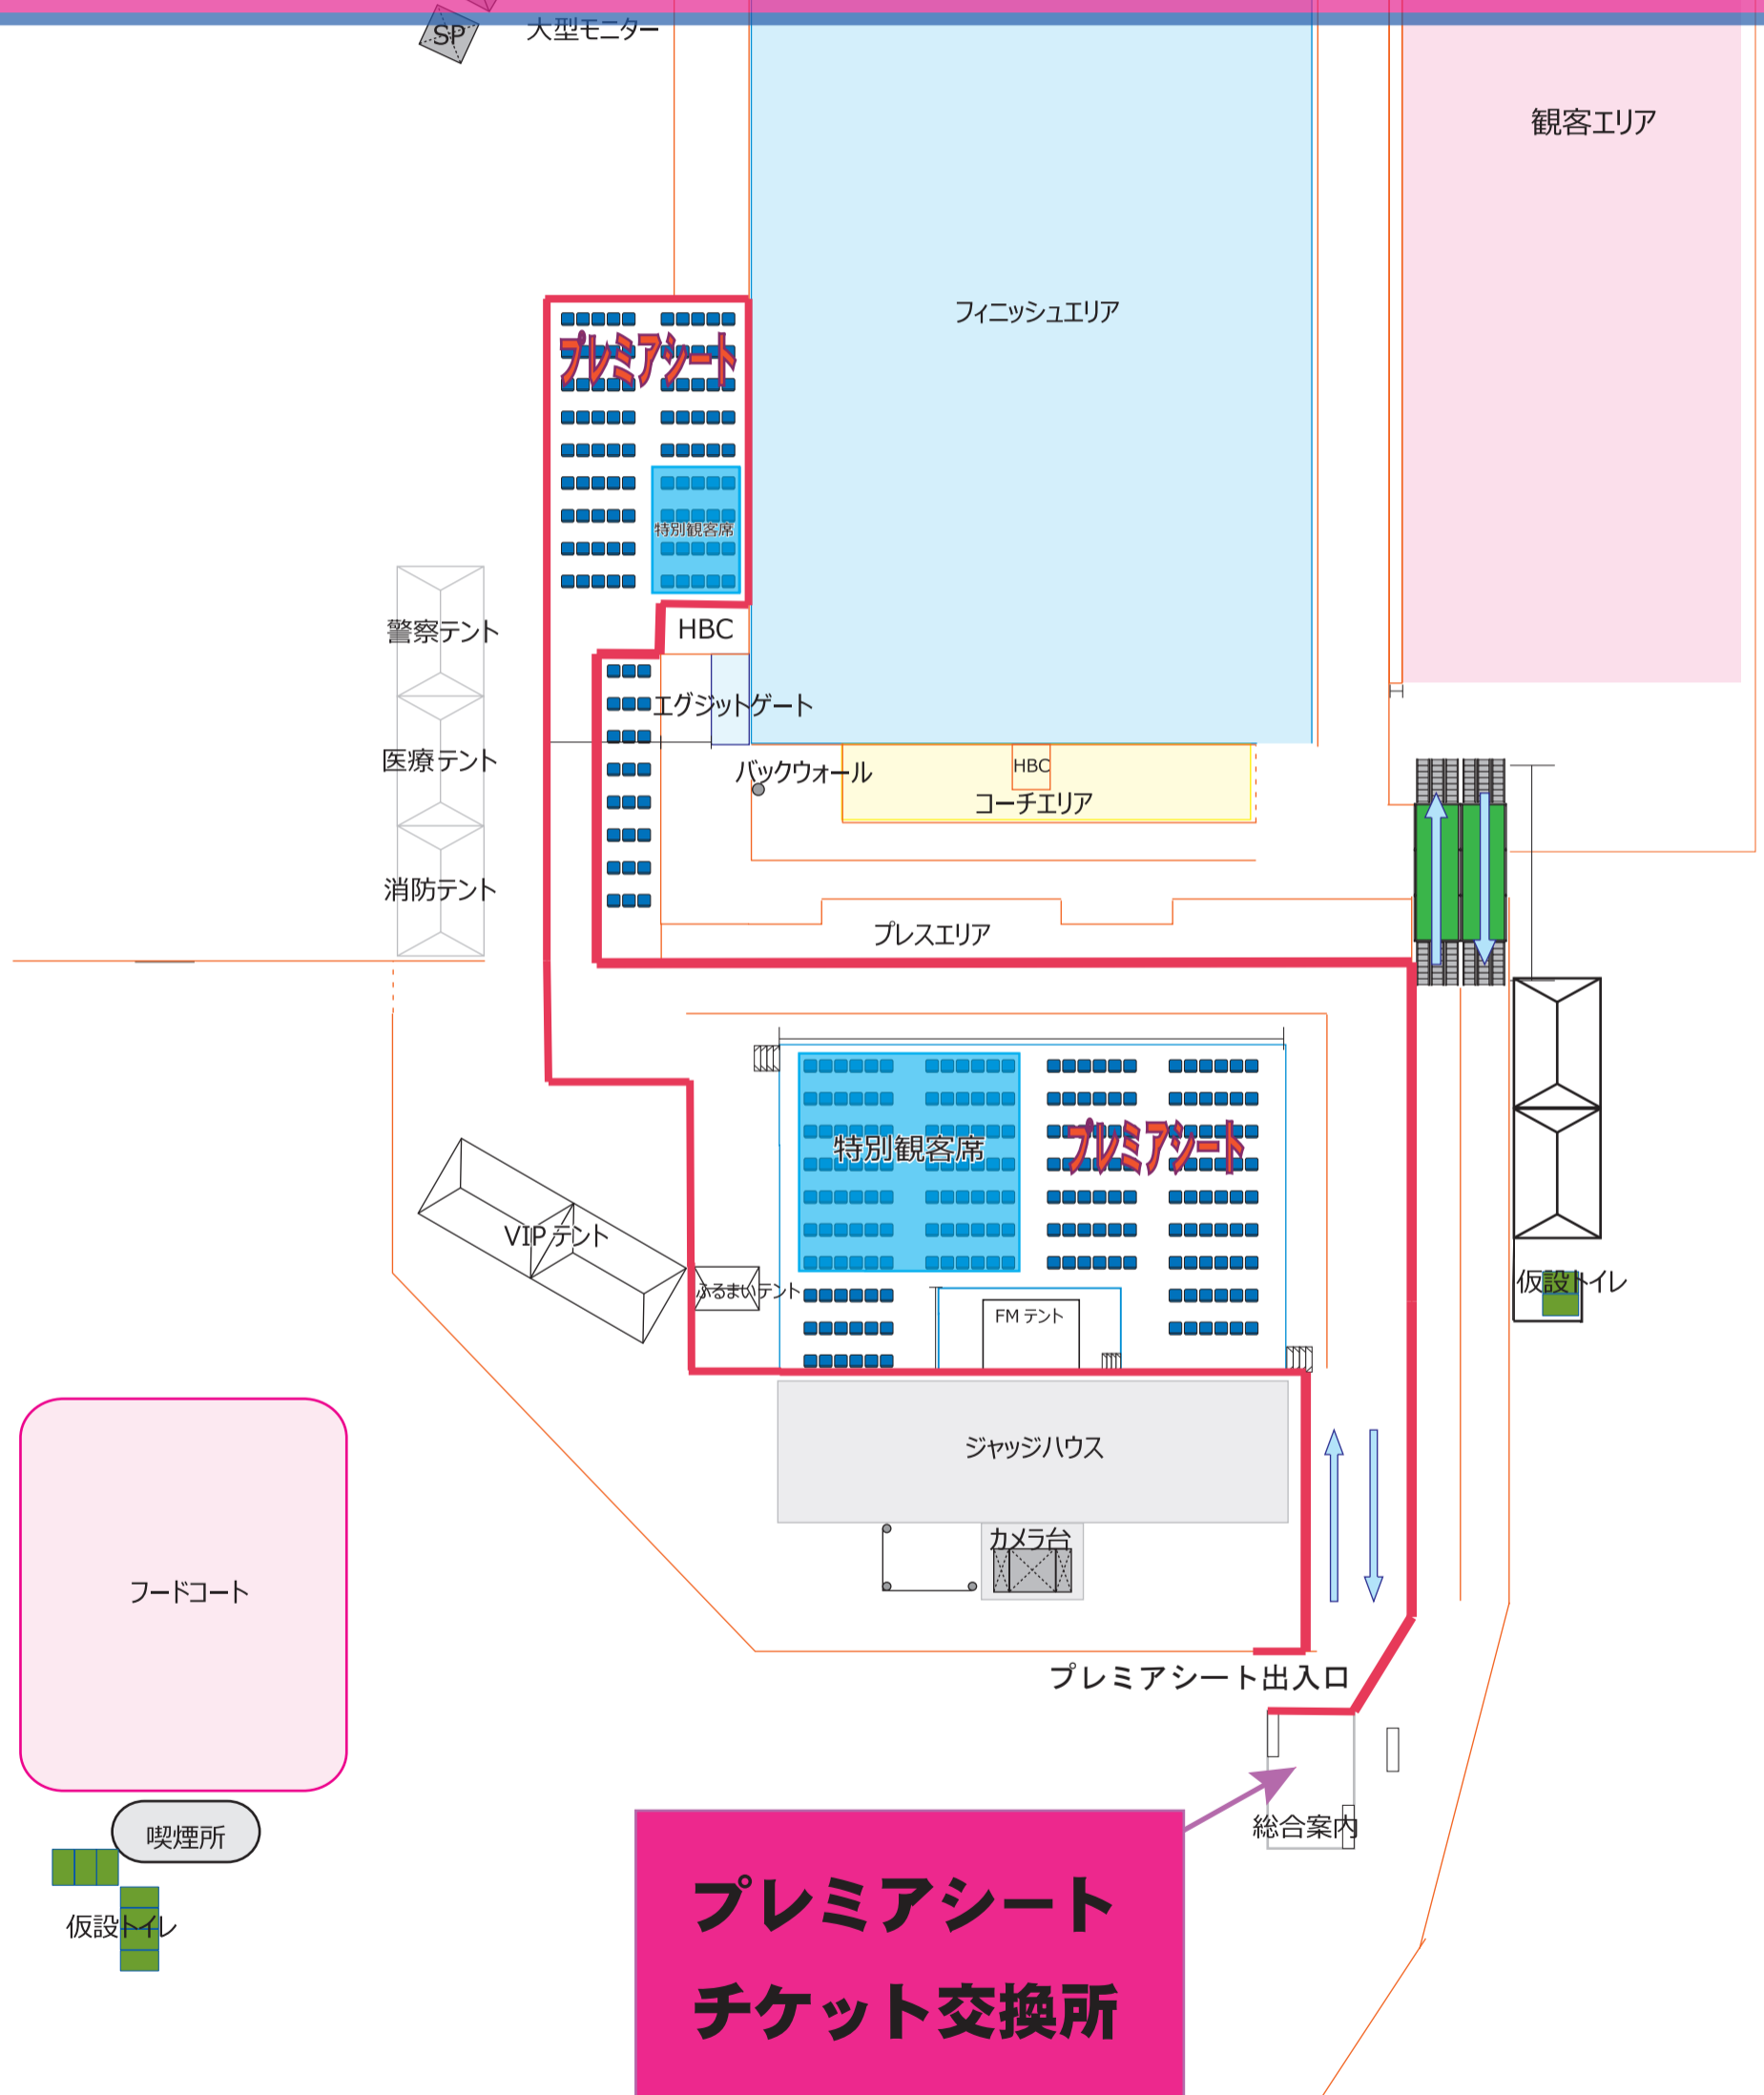 SP
大型モニター
観客エリア
フィニッシュエリア
プレミアシート
特別観客席
HBC
警察テント
エグジットゲート
医療テント
バックウォール
HBC
コーチエリア
消防テント
プレスエリア
特別観客席
プレミアシート
VIP テント
ふるまいテント
FM テント
仮設トイレ
ジャッジハウス
カメラ台
フードコート
プレミアシート出入口
総合案内
喫煙所
仮設トイレ
プレミアシート
チケット交換所